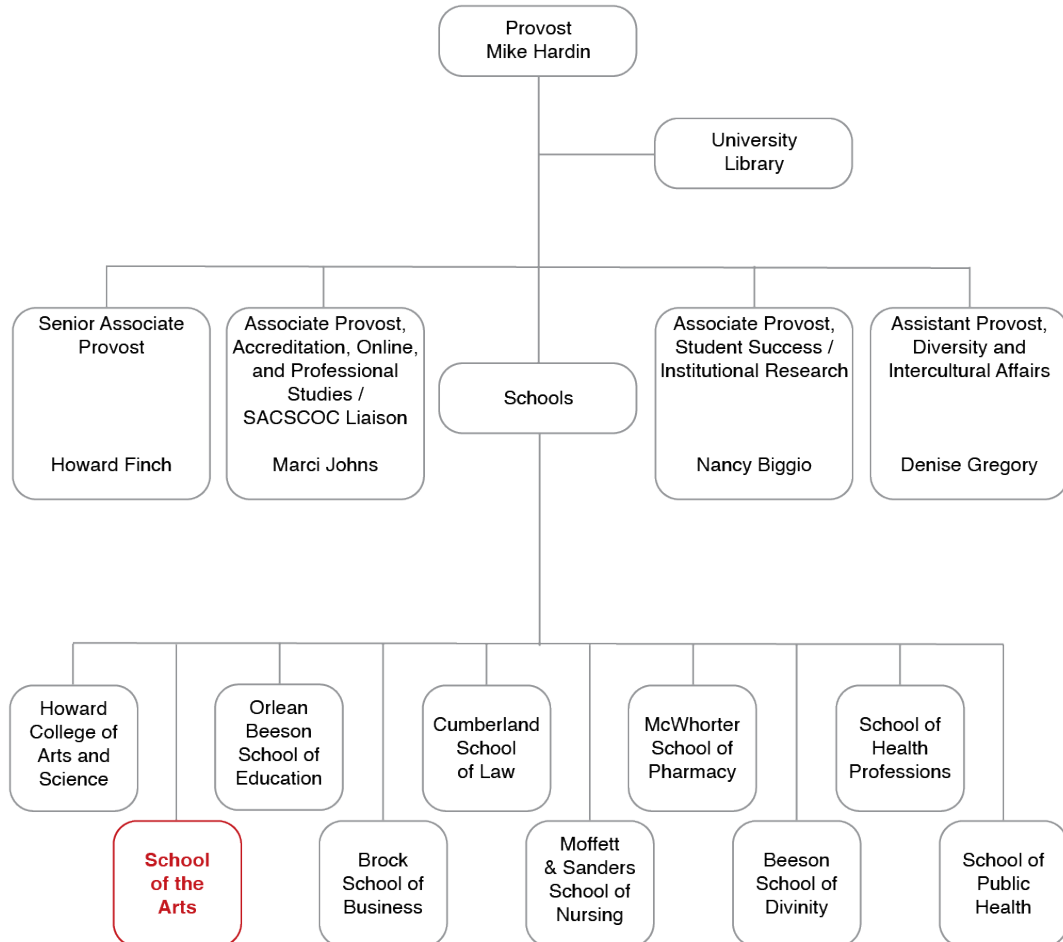 Provost
Mike Hardin
University
Library
Senior Associate
Provost
Howard Finch
Associate Provost,
Accreditation, Online,
and Professional
Studies /
SACSCOC Liaison
Marci Johns
Schools
Associate Provost,
Student Success /
Institutional Research
Nancy Biggio
Assistant Provost,
Diversity and
Intercultural Affairs
Denise Gregory
Howard
College of
Arts and
Science
School
of the
Arts
Orlean
Beeson
School of
Education
Brock
School of
Business
Cumberland
School
of Law
Moffett
& Sanders
School of
Nursing
McWhorter
School of
Pharmacy
Beeson
School of
Divinity
School of
Health
Professions
School of
Public
Health